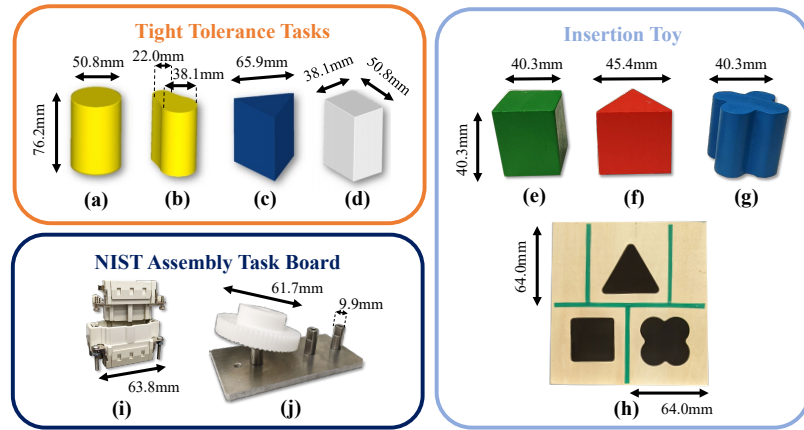 Tight Tolerance Tasks
50.8mm
22.0mm
38.1mm
65.9mm
38.1mm
50.8mm
76.2mm
(a)
(b)
(c)
(d)
NIST Assembly Task Board
61.7mm
9.9mm
63.8mm
(i)
(j)
Insertion Toy
40.3mm
45.4mm
40.3mm
40.3mm
(e)
(f)
(g)
64.0mm
(h)
64.0mm